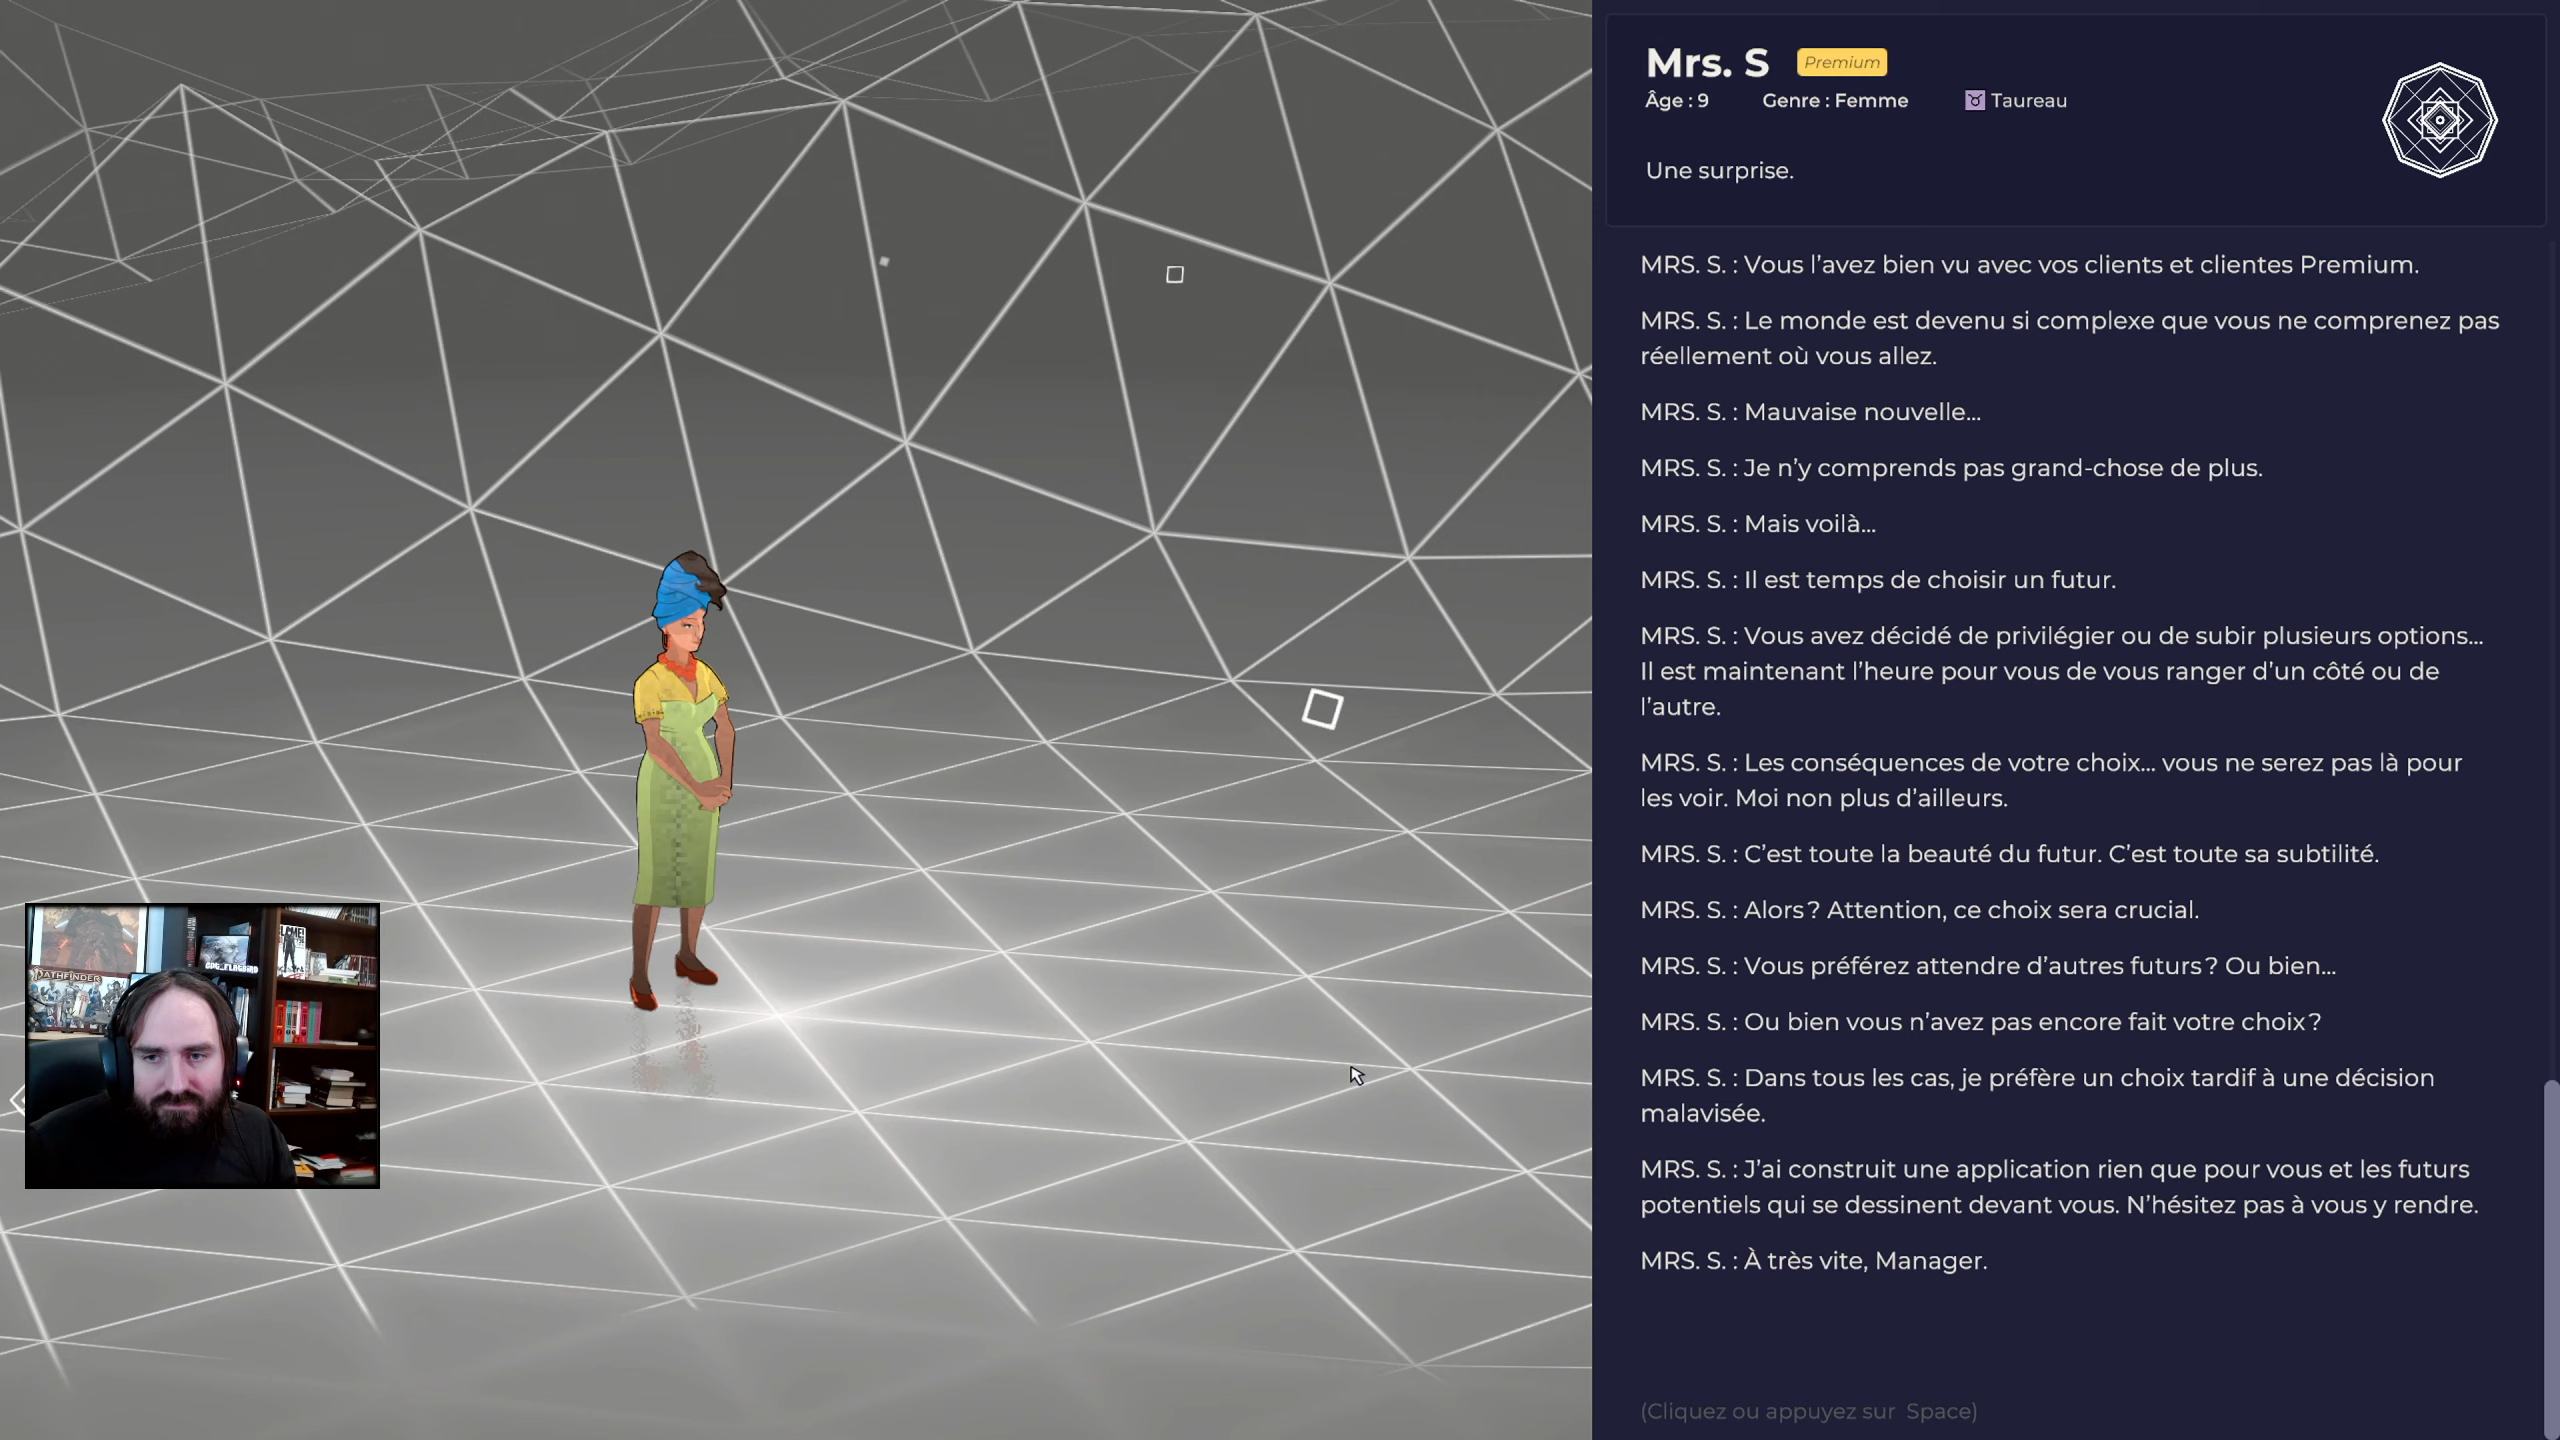 Mrs. S Premium
Âge : 9 Genre : Femme Taureau
Une surprise.
MRS. S. : Vous l’avez bien vu avec vos clients et clientes Premium.
MRS. S. : Le monde est devenu si complexe que vous ne comprenez pas
réellement où vous allez.
MRS. S. : Mauvaise nouvelle...
MRS. S. : Je n’y comprends pas grand-chose de plus.
MRS. S. : Mais voilà...
MRS. S. : Il est temps de choisir un futur.
MRS. S. : Vous avez décidé de privilégier ou de subir plusieurs options...
Il est maintenant l’heure pour vous de vous ranger d’un côté ou de
l’autre.
MRS. S. : Les conséquences de votre choix... vous ne serez pas là pour
les voir. Moi non plus d’ailleurs.
MRS. S. : C’est toute la beauté du futur. C’est toute sa subtilité.
MRS. S. : Alors ? Attention, ce choix sera crucial.
MRS. S. : Vous préférez attendre d’autres futurs ? Ou bien...
MRS. S. : Ou bien vous n’avez pas encore fait votre choix ?
MRS. S. : Dans tous les cas, je préfère un choix tardif à une décision
malavisée.
MRS. S. : J’ai construit une application rien que pour vous et les futurs
potentiels qui se dessinent devant vous. N’hésitez pas à vous y rendre.
MRS. S. : À très vite, Manager.
(Cliquez ou appuyez sur Space)
PATHFINDER